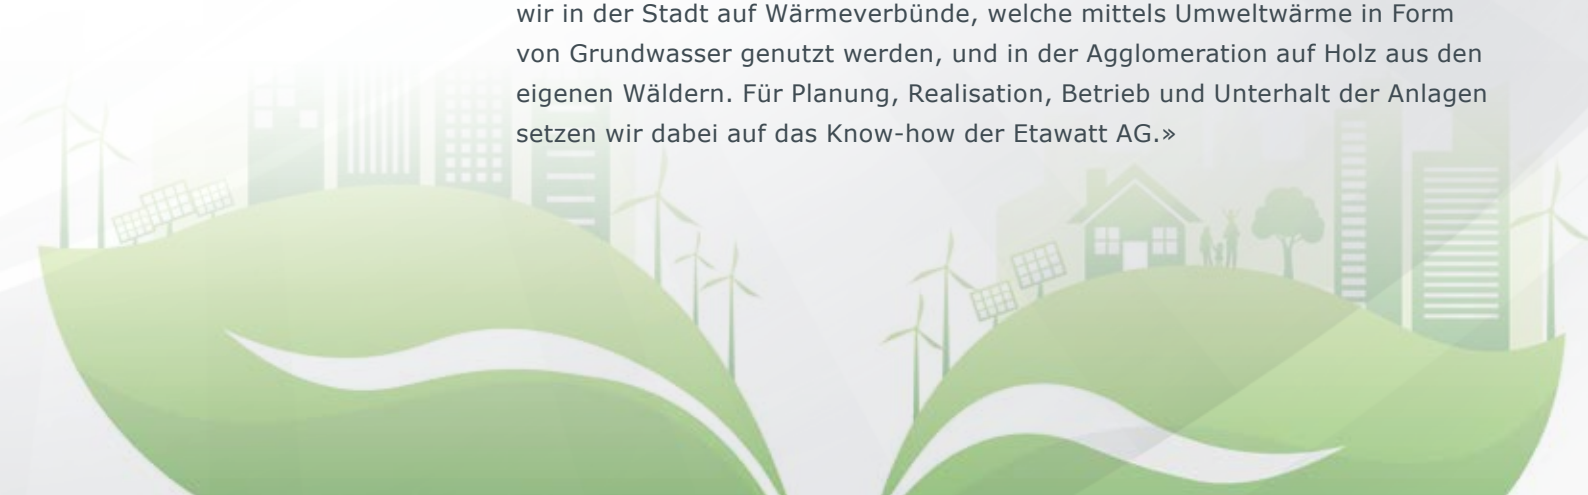 wir in der Stadt auf Wärmeverbünde, welche mittels Umweltwärme in Form
von Grundwasser genutzt werden, und in der Agglomeration auf Holz aus den
eigenen Wäldern. Für Planung, Realisation, Betrieb und Unterhalt der Anlagen
setzen wir dabei auf das Know-how der Etawatt AG.»